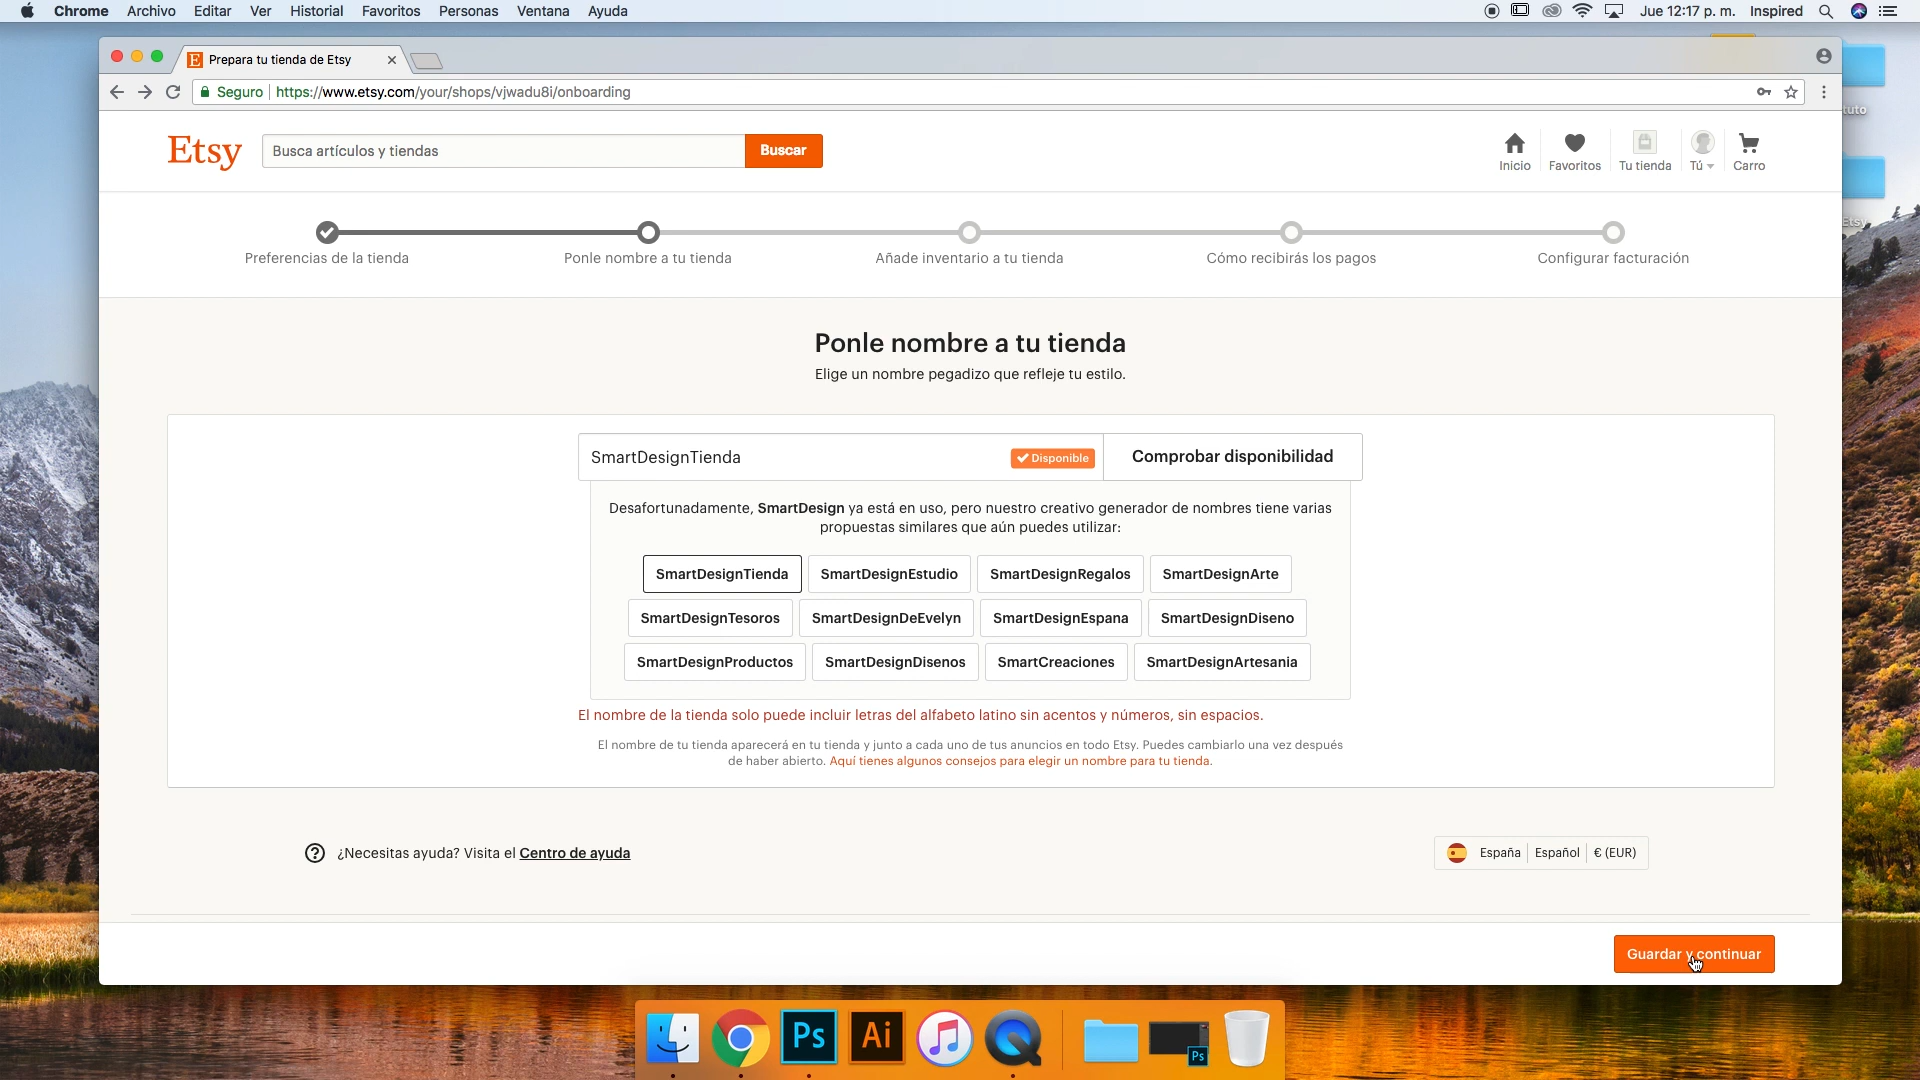 Chrome Archivo Editar Ver Historial Favoritos Personas Ventana Ayuda Jue 12:17 p. m. Inspired
Prepara tu tienda de Etsy
Seguro https://www.etsy.com/your/shops/vjwadu8i/onboarding
Etsy Busca artículos y tiendas Buscar Inicio Favoritos Tu tienda Tú Carro
Preferencias de la tienda Ponle nombre a tu tienda Añade inventario a tu tienda Cómo recibirás los pagos Configurar facturación
Ponle nombre a tu tienda
Elige un nombre pegadizo que refleje tu estilo.
SmartDesignTienda Disponible Comprobar disponibilidad
Desafortunadamente, SmartDesign ya está en uso, pero nuestro creativo generador de nombres tiene varias
propuestas similares que aún puedes utilizar:
SmartDesignTienda SmartDesignEstudio SmartDesignRegalos SmartDesignArte
SmartDesignTesoros SmartDesignDeEvelyn SmartDesignEspana SmartDesignDiseno
SmartDesignProductos SmartDesignDisenos SmartCreaciones SmartDesignArtesania
El nombre de la tienda solo puede incluir letras del alfabeto latino sin acentos y números, sin espacios.
El nombre de tu tienda aparecerá en tu tienda y junto a cada uno de tus anuncios en todo Etsy. Puedes cambiarlo una vez después
de haber abierto. Aquí tienes algunos consejos para elegir un nombre para tu tienda.
¿Necesitas ayuda? Visita el Centro de ayuda España Español € (EUR)
Guardar y continuar
Ps Ai Ps